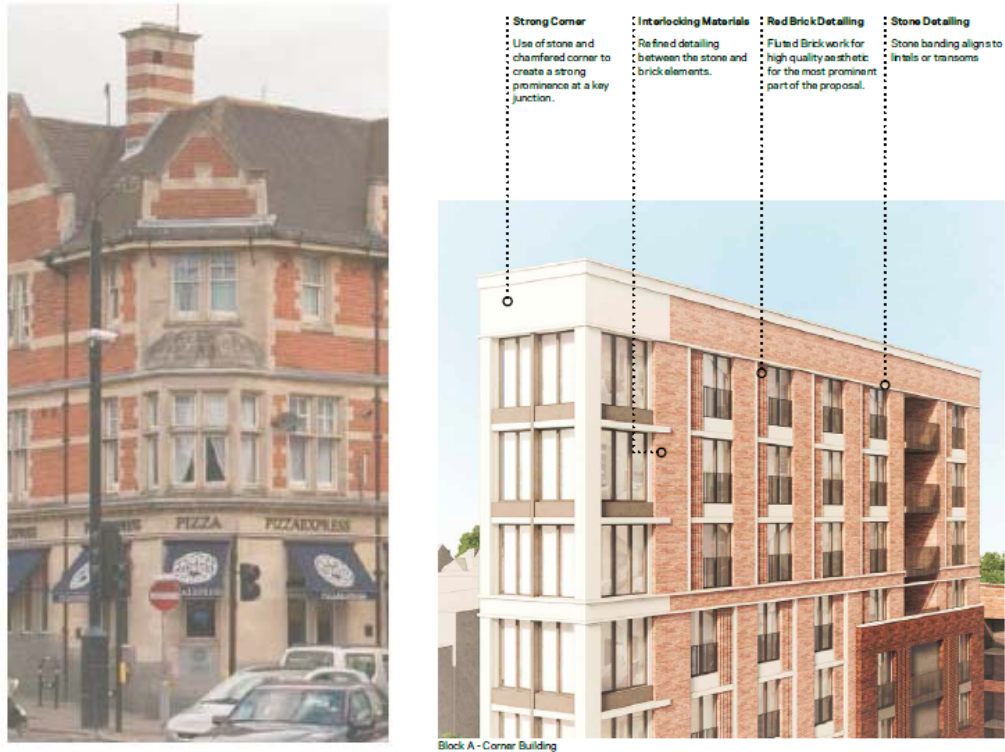 Strong Corner
Use of stone and
chamfered corner to
create a strong
prominence at a key
junction.
Interlocking Materials
Refined detailing
between the stone and
brick elements.
Red Brick Detailing
Fluted Brickwork for
high quality aesthetic
for the most prominent
part of the proposal.
Stone Detailing
Stone banding aligns to
lintels or transoms
PIZZA
PIZZAEXPRESS
Block A - Corner Building